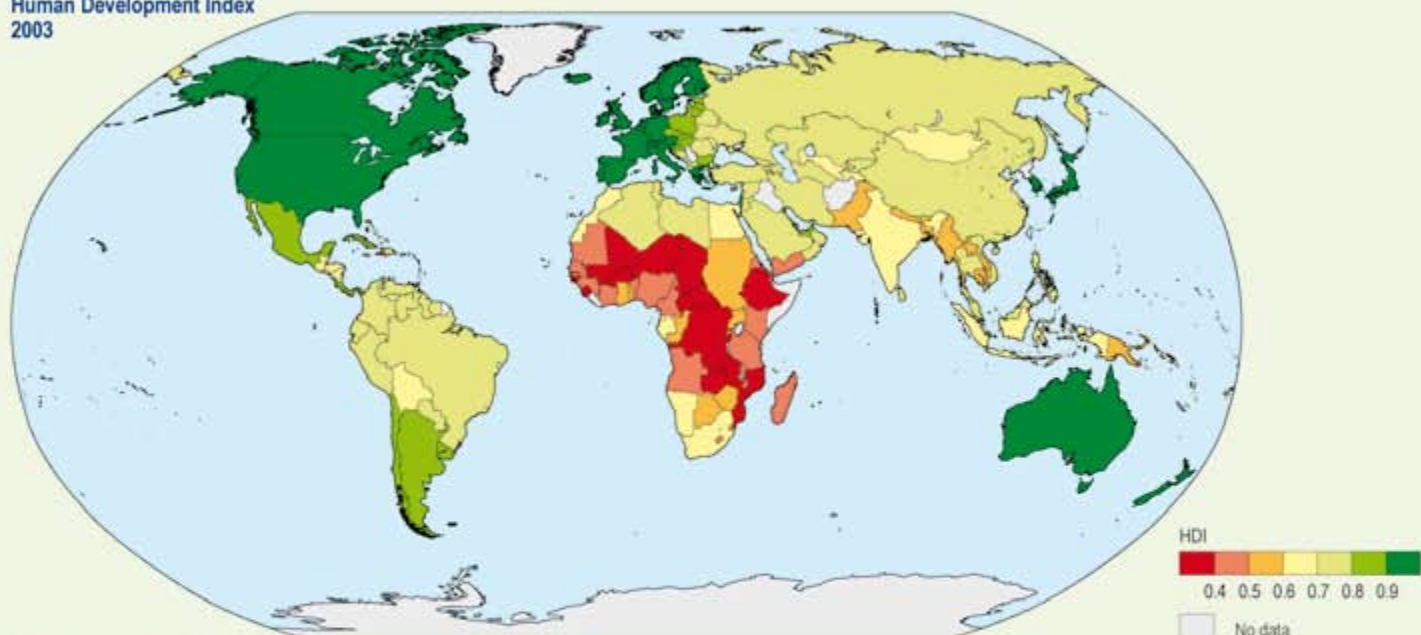 Human Development Index
2003
HDI
0.4 0.5 0.6 0.7 0.8 0.9
No data